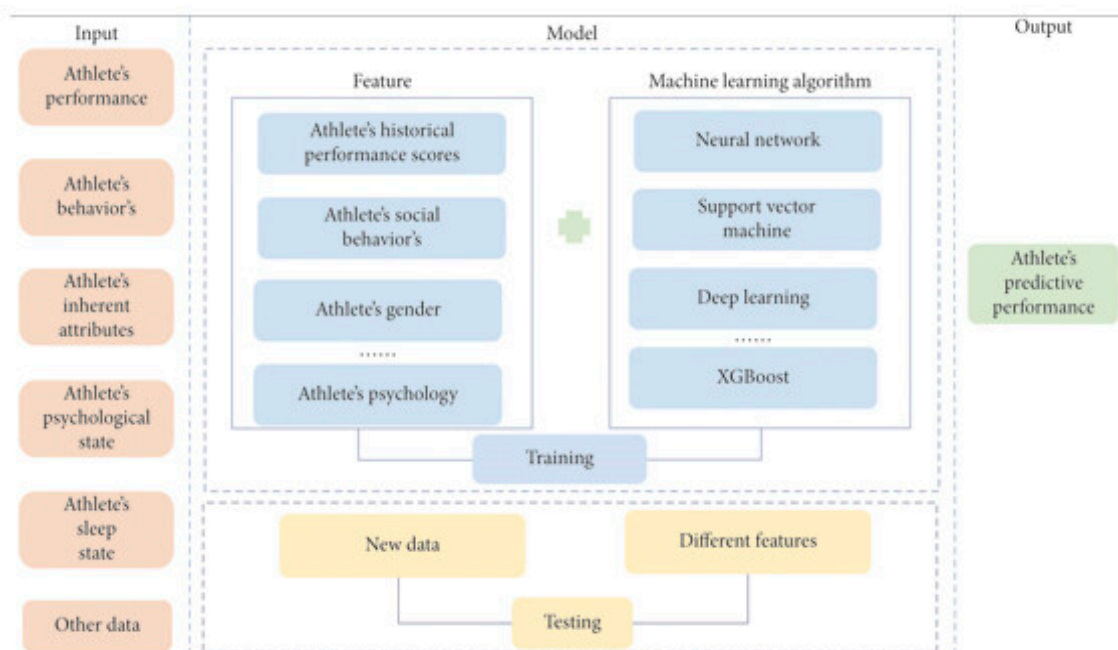 Input
Athlete's
performance
Athlete's
behavior's
Athlete's
inherent
attributes
Athlete's
psychological
state
Athlete's
sleep
state
Other data
Model
Feature
Athlete's historical
performance scores
Athlete's social
behavior's
Athlete's gender
......
Athlete's psychology
Machine learning algorithm
Neural network
Support vector
machine
Deep learning
......
XGBoost
Training
New data
Different features
Testing
Output
Athlete's
predictive
performance